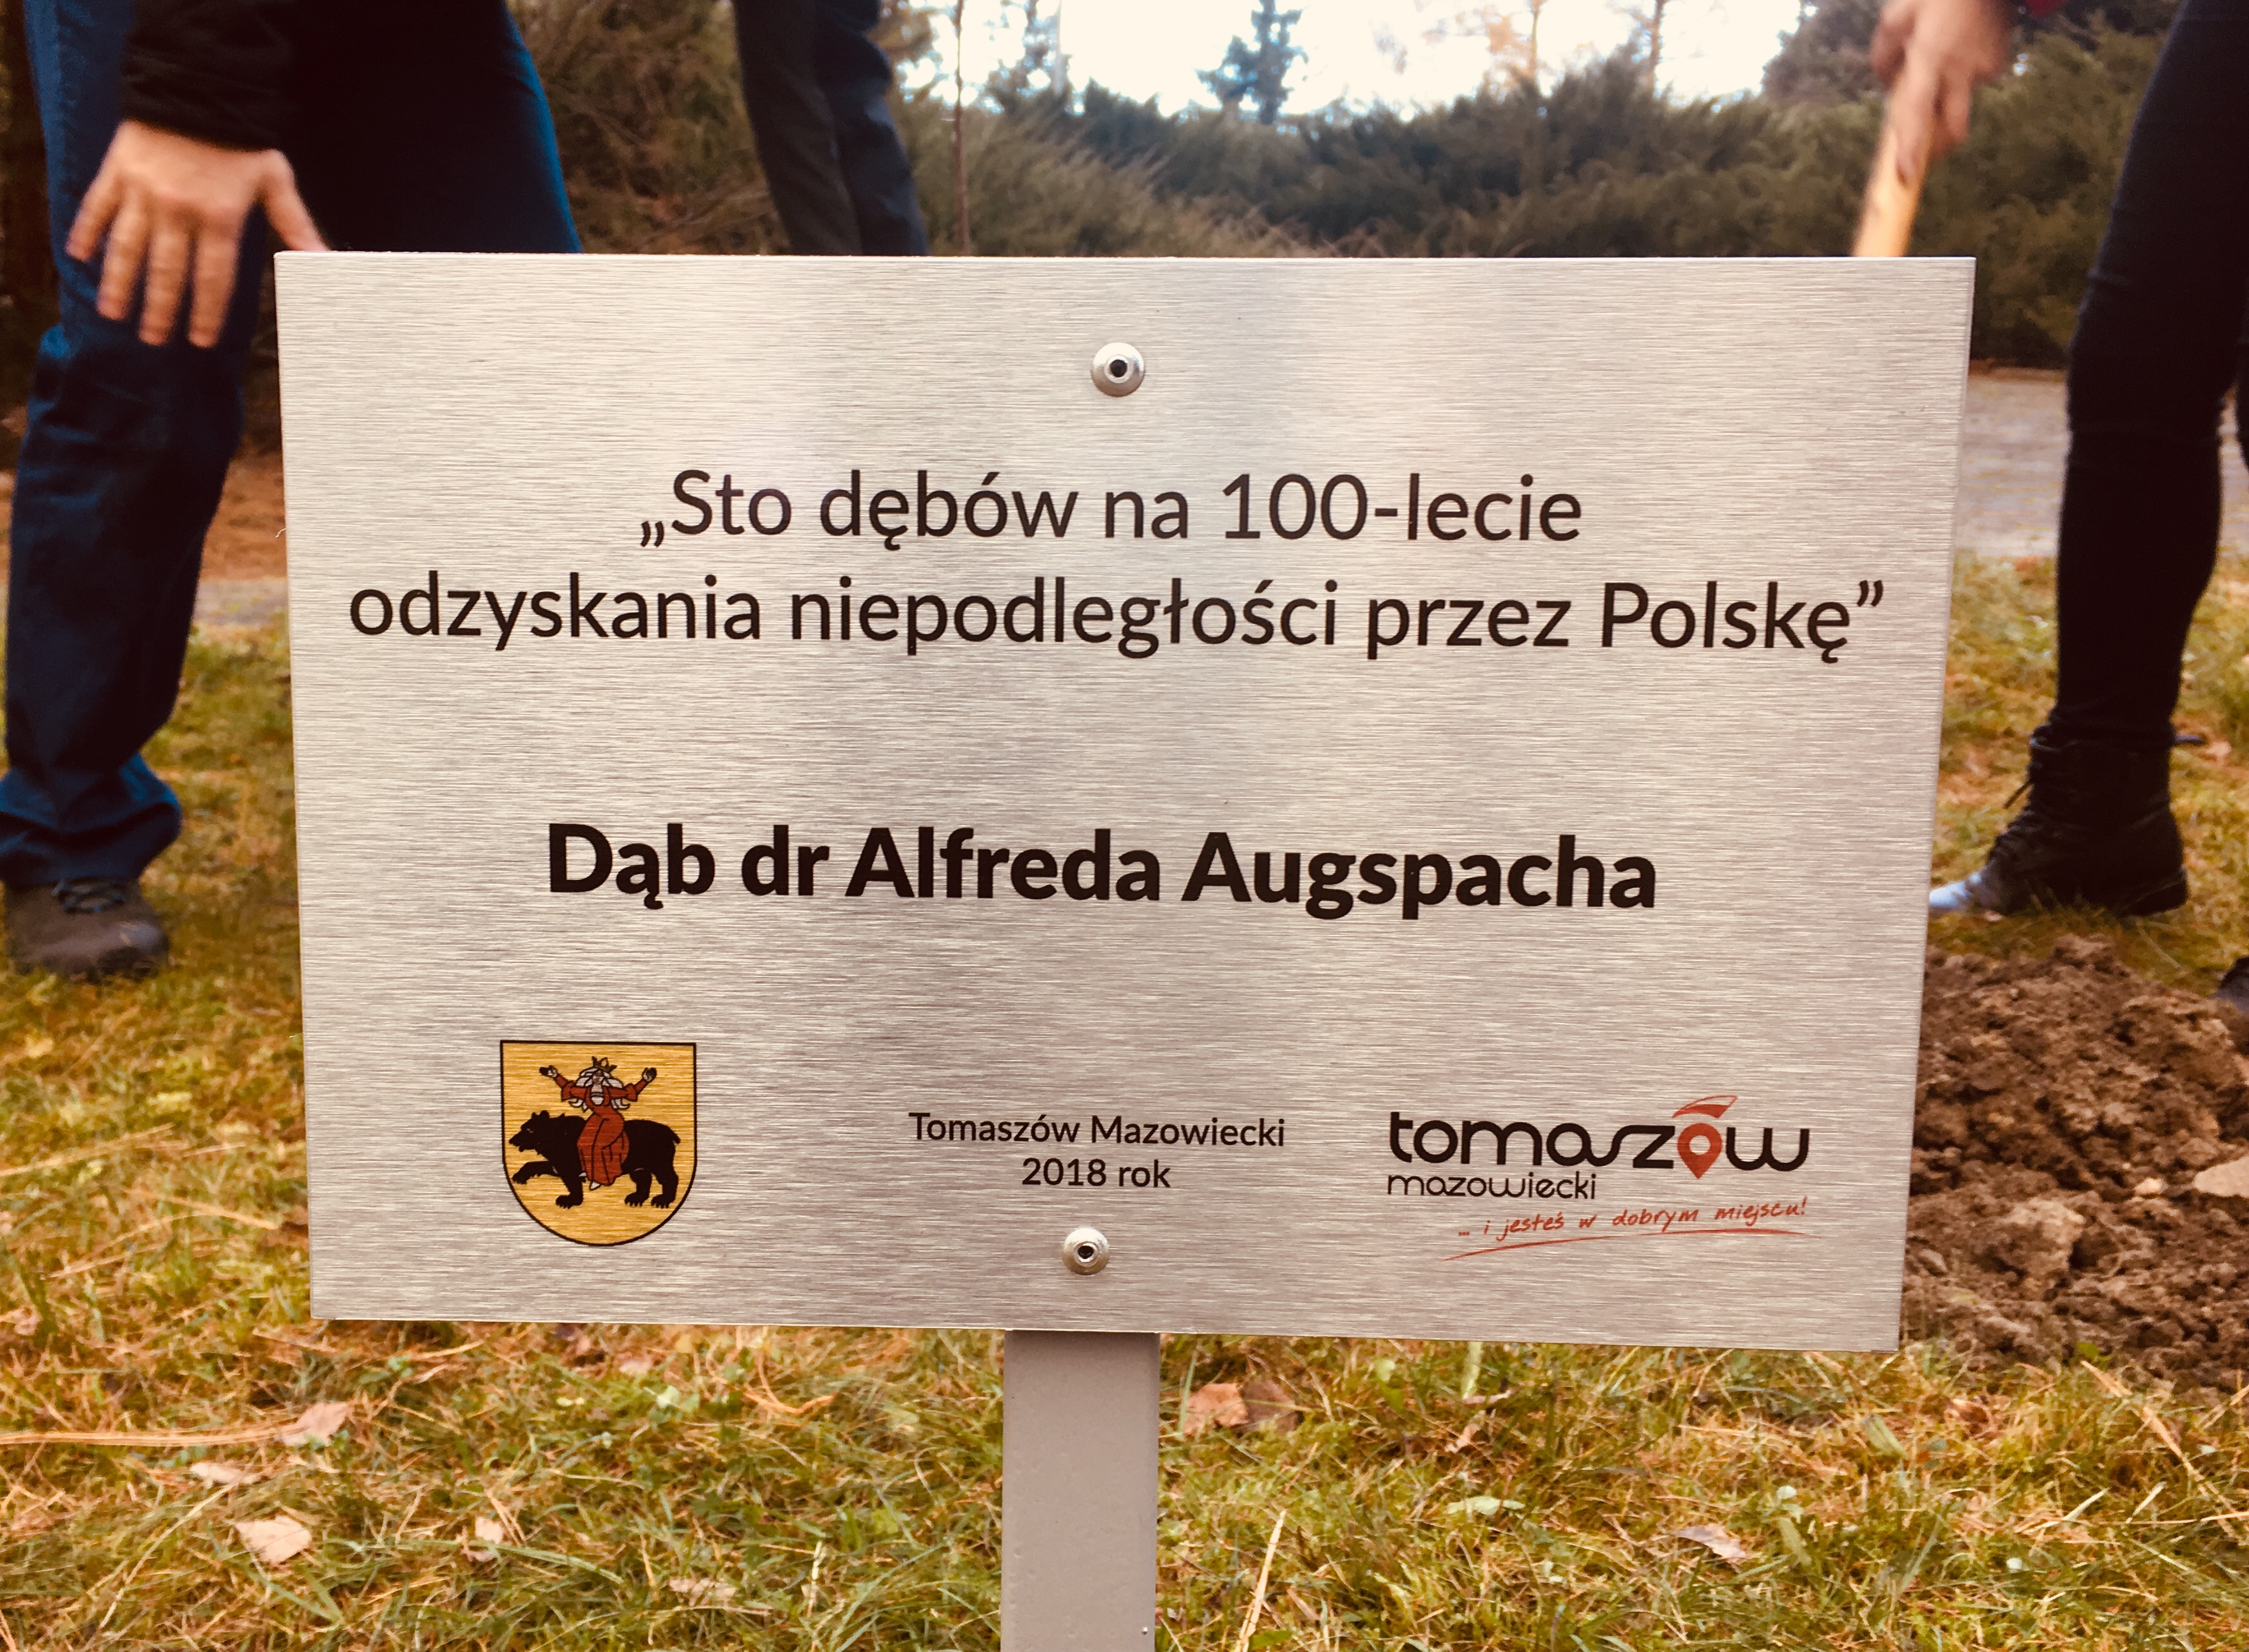 „Sto dębów na 100-lecie
odzyskania niepodległości przez Polskę”
Dąb dr Alfreda Augspacha
Tomaszów Mazowiecki
2018 rok
tomaszów
mazowiecki
... i jesteś w dobrym miejscu!